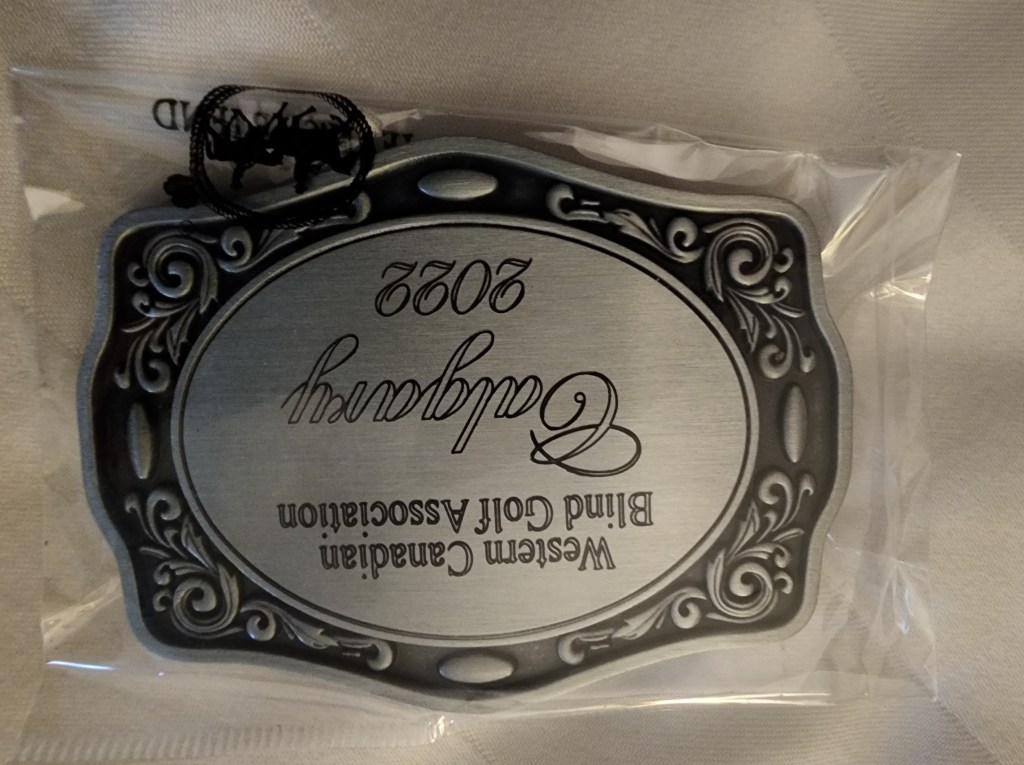 Western Canadian
Blind Golf Association
Calgary
2022